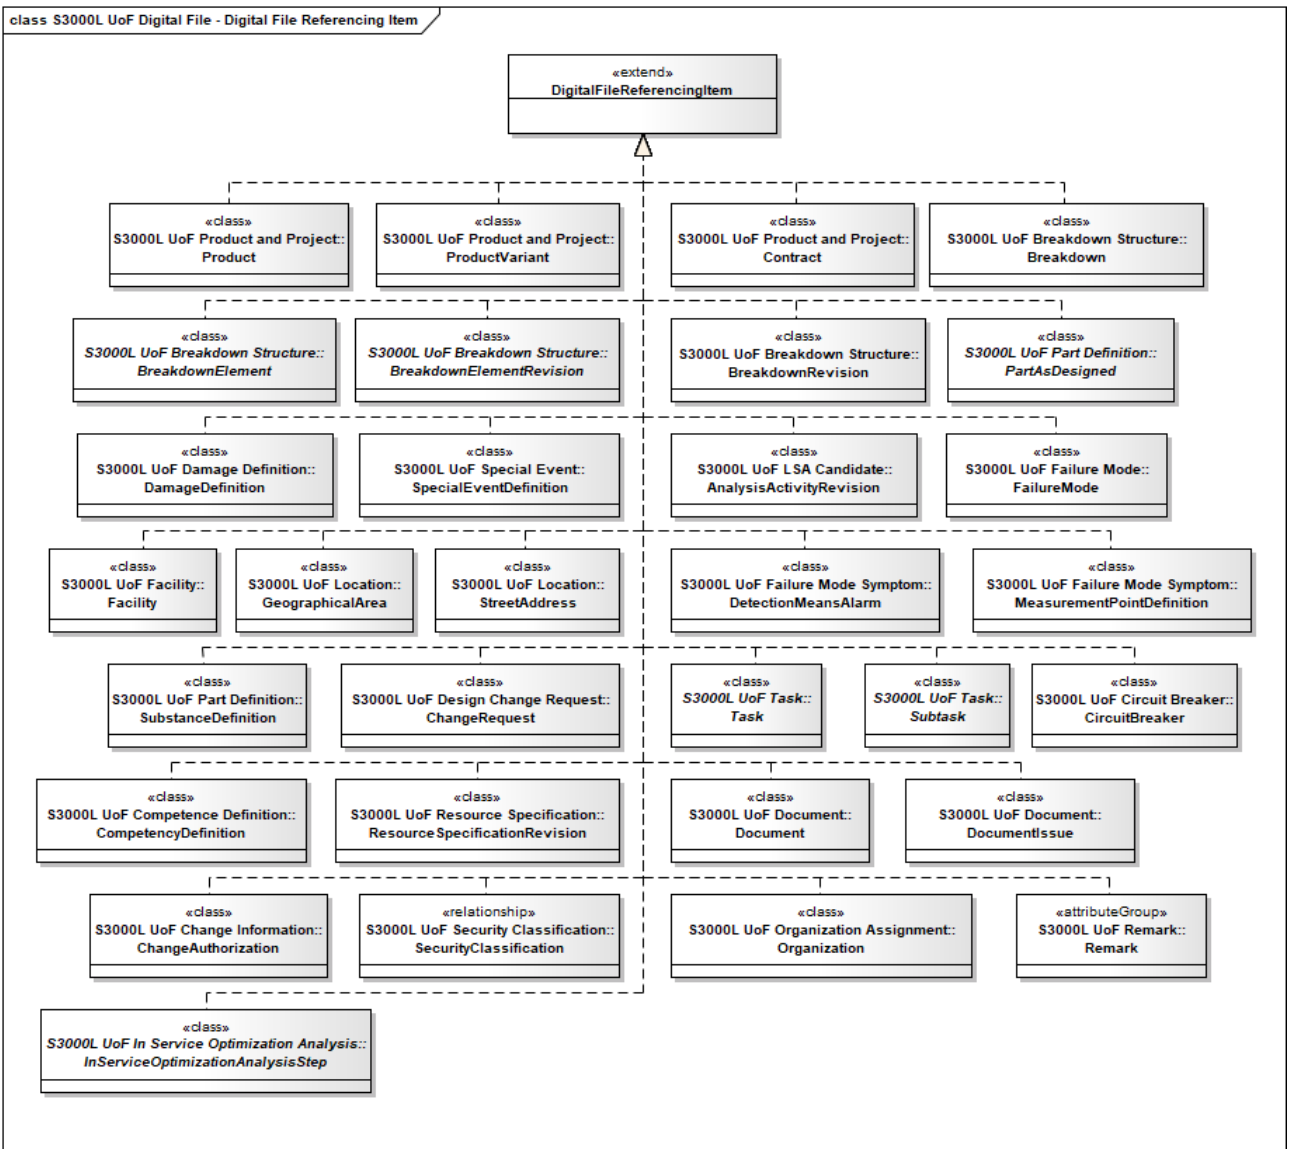 class S3000L UoF Digital File - Digital File Referencing Item
«extend»
DigitalFileReferencingItem
«class»
S3000L UoF Product and Project::
Product
«class»
S3000L UoF Product and Project::
ProductVariant
«class»
S3000L UoF Product and Project::
Contract
«class»
S3000L UoF Breakdown Structure::
Breakdown
«class»
S3000L UoF Breakdown Structure::
BreakdownElement
«class»
S3000L UoF Breakdown Structure::
BreakdownElementRevision
«class»
S3000L UoF Breakdown Structure::
BreakdownRevision
«class»
S3000L UoF Part Definition::
PartAsDesigned
«class»
S3000L UoF Damage Definition::
DamageDefinition
«class»
S3000L UoF Special Event::
SpecialEventDefinition
«class»
S3000L UoF LSA Candidate::
AnalysisActivityRevision
«class»
S3000L UoF Failure Mode::
FailureMode
«class»
S3000L UoF Facility::
Facility
«class»
S3000L UoF Location::
GeographicalArea
«class»
S3000L UoF Location::
StreetAddress
«class»
S3000L UoF Failure Mode Symptom::
DetectionMeansAlarm
«class»
S3000L UoF Failure Mode Symptom::
MeasurementPointDefinition
«class»
S3000L UoF Part Definition::
SubstanceDefinition
«class»
S3000L UoF Design Change Request::
ChangeRequest
«class»
S3000L UoF Task::
Task
«class»
S3000L UoF Task::
Subtask
«class»
S3000L UoF Circuit Breaker::
CircuitBreaker
«class»
S3000L UoF Competence Definition::
CompetencyDefinition
«class»
S3000L UoF Resource Specification::
ResourceSpecificationRevision
«class»
S3000L UoF Document::
Document
«class»
S3000L UoF Document::
DocumentIssue
«class»
S3000L UoF Change Information::
ChangeAuthorization
«relationship»
S3000L UoF Security Classification::
SecurityClassification
«class»
S3000L UoF Organization Assignment::
Organization
«attributeGroup»
S3000L UoF Remark::
Remark
«class»
S3000L UoF In Service Optimization Analysis::
InServiceOptimizationAnalysisStep